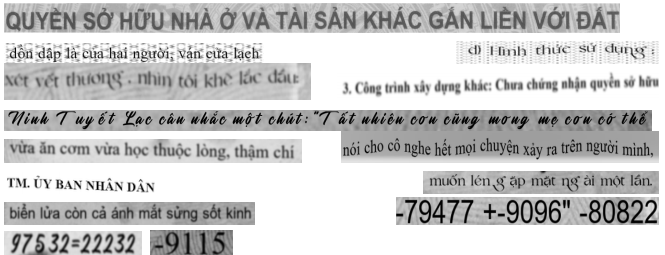 QUYỀN SỞ HỮU NHÀ Ở VÀ TÀI SẢN KHÁC GẮN LIỀN VỚI ĐẤT
dồn dập là của hai người, ván cửa lạch
d) Hình thức sử dụng:
xét vết thương, nhìn tôi khẽ lắc đầu:
3. Công trình xây dựng khác: Chưa chứng nhận quyền sở hữu
Ninh Tuyết Lạc cân nhắc một chút: "Tất nhiên con cũng mong mẹ con có thể
vừa ăn cơm vừa học thuộc lòng, thậm chí
nói cho cô nghe hết mọi chuyện xảy ra trên người mình,
TM. ỦY BAN NHÂN DÂN
muốn lén gặp mặt ngài một lần.
biển lửa còn cả ánh mắt sửng sốt kinh
-79477 +-9096" -80822
97532=22232
-9115